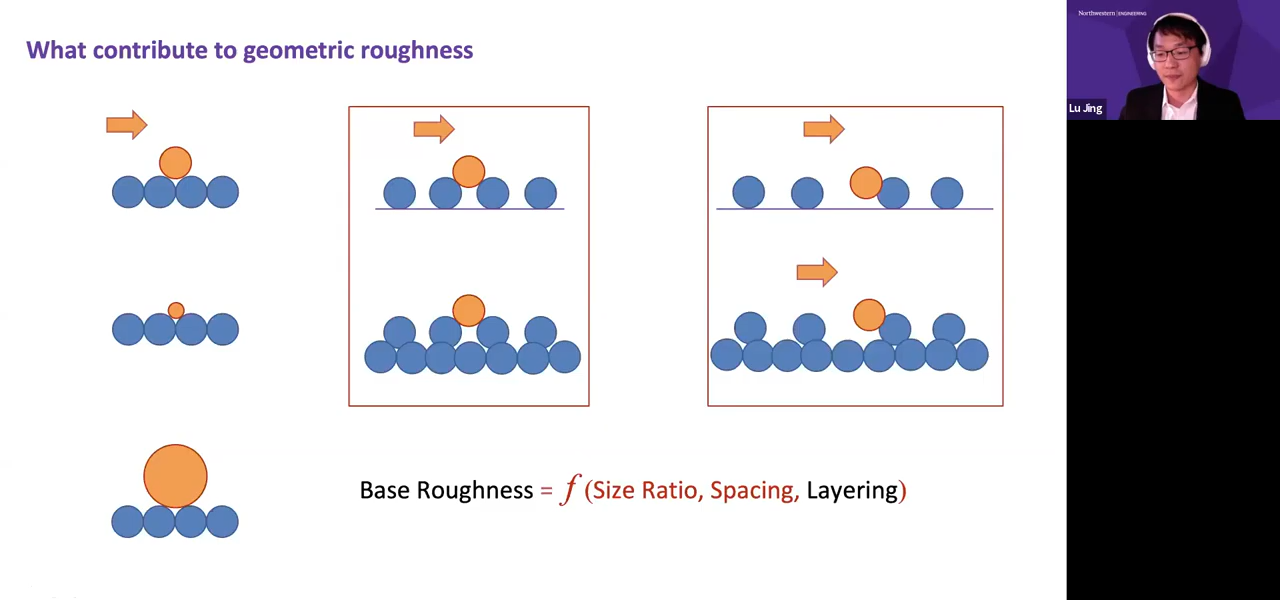 What contribute to geometric roughness
Northwestern | ENGINEERING
Lu Jing
Base Roughness = f (Size Ratio, Spacing, Layering)